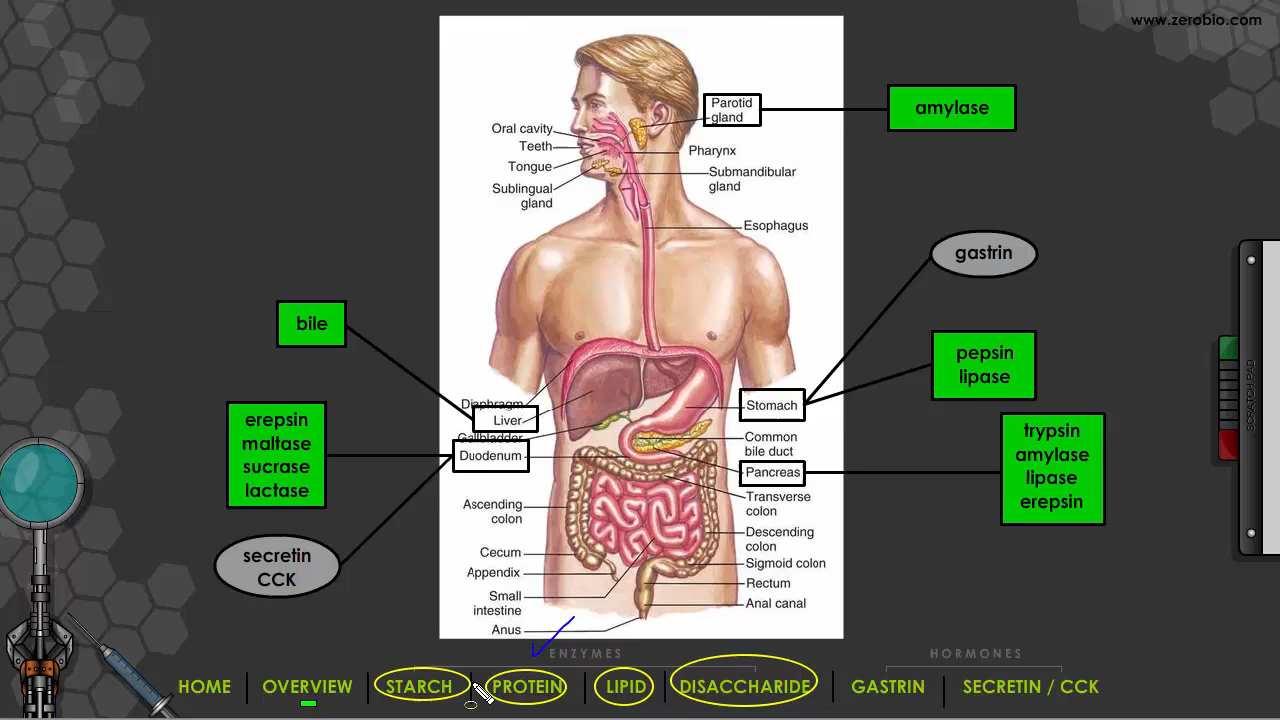 www.zerobio.com
Parotid
gland
amylase
Oral cavity
Teeth
Tongue
Sublingual
gland
Pharynx
Submandibular
gland
Esophagus
gastrin
bile
pepsin
lipase
Diaphragm
Liver
Gallbladder
Duodenum
Stomach
Common
bile duct
Pancreas
erepsin
maltase
sucrase
lactase
trypsin
amylase
lipase
erepsin
Ascending
colon
Transverse
colon
Descending
colon
secretin
CCK
Cecum
Appendix
Small
intestine
Anus
Sigmoid colon
Rectum
Anal canal
SCRATCH PAD
ENZYMES
HORMONES
HOME
OVERVIEW
STARCH
PROTEIN
LIPID
DISACCHARIDE
GASTRIN
SECRETIN / CCK